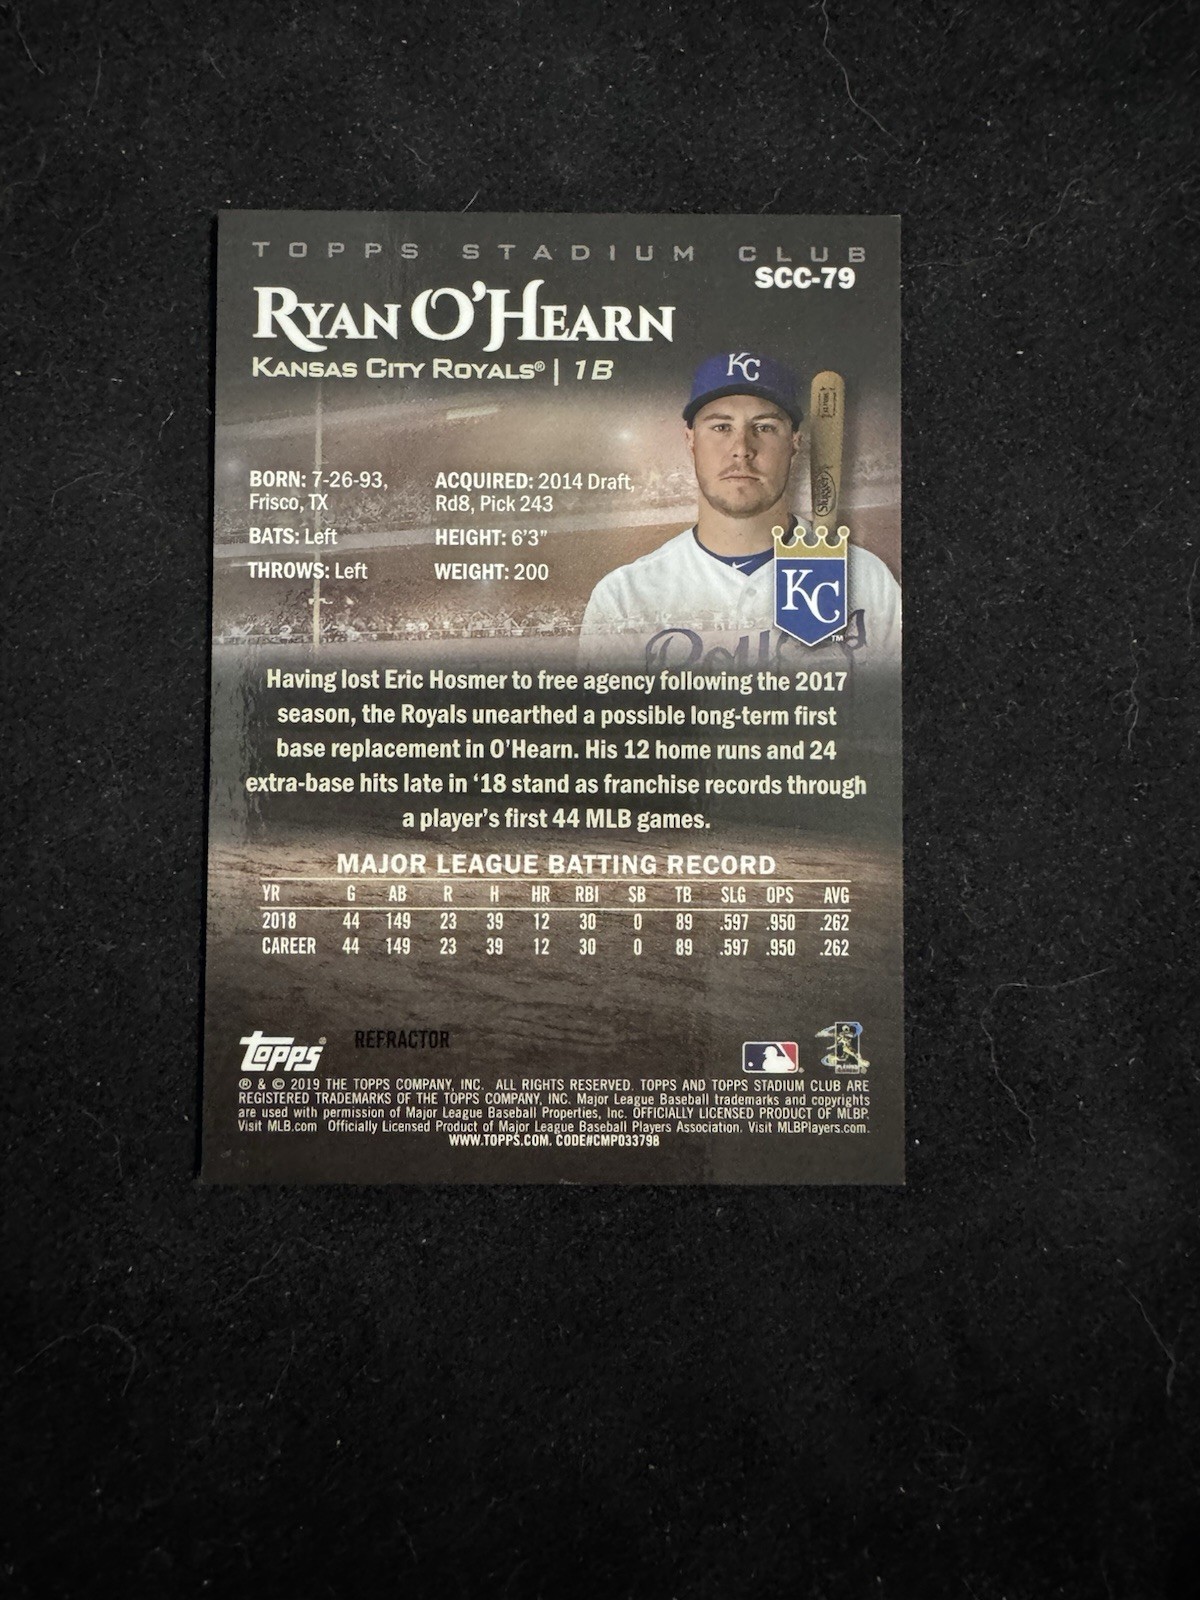 TOPPS STADIUM CLUB
SCC-79
RYAN O'HEARN
KANSAS CITY ROYALS® | 1B
KC
BORN: 7-26-93,
Frisco, TX
ACQUIRED: 2014 Draft,
Rd8, Pick 243
BATS: Left
HEIGHT: 6'3"
THROWS: Left
WEIGHT: 200
KC
TM
Royals
Having lost Eric Hosmer to free agency following the 2017
season, the Royals unearthed a possible long-term first
base replacement in O'Hearn. His 12 home runs and 24
extra-base hits late in '18 stand as franchise records through
a player's first 44 MLB games.
MAJOR LEAGUE BATTING RECORD
YR G AB R H HR RBI SB TB SLG OPS AVG
2018 44 149 23 39 12 30 0 89 .597 .950 .262
CAREER 44 149 23 39 12 30 0 89 .597 .950 .262
topps®
REFRACTOR
® & © 2019 THE TOPPS COMPANY, INC. ALL RIGHTS RESERVED. TOPPS AND TOPPS STADIUM CLUB ARE
REGISTERED TRADEMARKS OF THE TOPPS COMPANY, INC. Major League Baseball trademarks and copyrights
are used with permission of Major League Baseball Properties, Inc. OFFICIALLY LICENSED PRODUCT OF MLBP.
Visit MLB.com Officially Licensed Product of Major League Baseball Players Association. Visit MLBPlayers.com.
WWW.TOPPS.COM. CODE#CMP033798